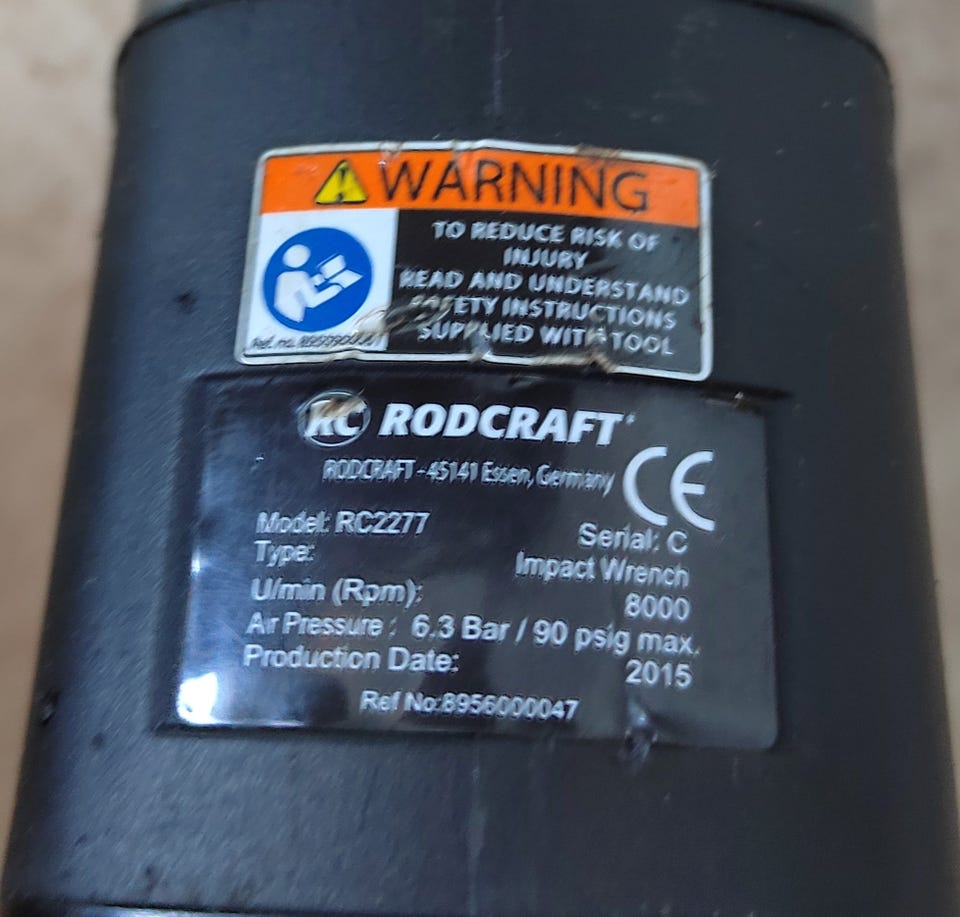 WARNING
TO REDUCE RISK OF
INJURY
READ AND UNDERSTAND
SAFETY INSTRUCTIONS
SUPPLIED WITH TOOL
Ref. no.
RC RODCRAFT
RODCRAFT - 45141 Essen, Germany
CE
Model: RC2277 Serial: C
Type: Impact Wrench
U/min (Rpm): 8000
Air Pressure : 6.3 Bar / 90 psig max.
Production Date: 2015
Ref No:8956000047